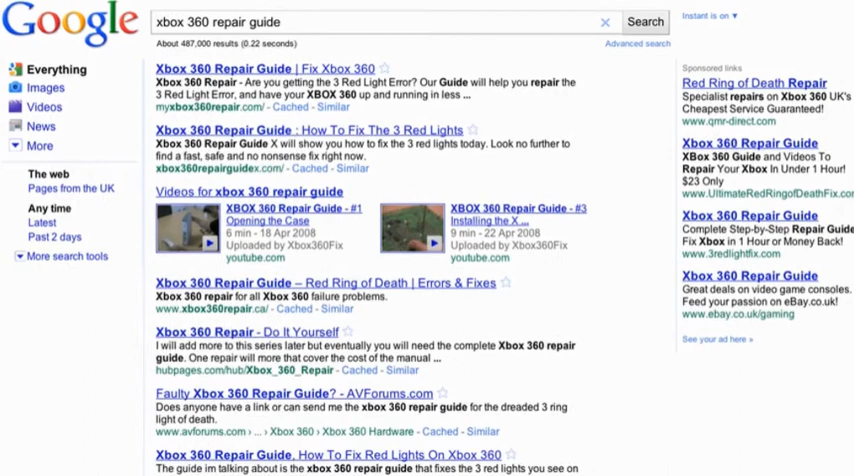 Google
xbox 360 repair guide
Search
Instant is on ▼
About 487,000 results (0.22 seconds)
Advanced search
Everything
Images
Videos
News
More
The web
Pages from the UK
Any time
Latest
Past 2 days
More search tools
Xbox 360 Repair Guide | Fix Xbox 360
Xbox 360 Repair - Are you getting the 3 Red Light Error? Our Guide will help you repair the
3 Red Light Error, and have your XBOX 360 up and running in less ...
myxbox360repair.com/ - Cached - Similar
Xbox 360 Repair Guide : How To Fix The 3 Red Lights
Xbox 360 Repair Guide X will show you how to fix the 3 red lights today. Look no further to
find a fast, safe and no nonsense fix right now.
xbox360repairguidex.com/ - Cached - Similar
Videos for xbox 360 repair guide
XBOX 360 Repair Guide - #1
Opening the Case
6 min - 18 Apr 2008
Uploaded by Xbox360Fix
youtube.com
XBOX 360 Repair Guide - #3
Installing the X ...
9 min - 22 Apr 2008
Uploaded by Xbox360Fix
youtube.com
Xbox 360 Repair Guide – Red Ring of Death | Errors & Fixes
Xbox 360 repair for all Xbox 360 failure problems.
www.xbox360repair.ca/ - Cached - Similar
Xbox 360 Repair - Do It Yourself
I will add more to this series later but eventually you will need the complete Xbox 360 repair
guide. One repair will more that cover the cost of the manual ...
hubpages.com/hub/Xbox_360_Repair - Cached - Similar
Faulty Xbox 360 Repair Guide? - AVForums.com
Does anyone have a link or can send me the xbox 360 repair guide for the dreaded 3 ring
light of death.
www.avforums.com › ... › Xbox 360 › Xbox 360 Hardware - Cached - Similar
Xbox 360 Repair Guide, How To Fix Red Lights On Xbox 360
The guide im talking about is the xbox 360 repair guide that fixes the 3 red lights you see on
Sponsored links
Red Ring of Death Repair
Specialist repairs on Xbox 360 UK's
Cheapest Service Guaranteed!
www.qmr-direct.com
Xbox 360 Repair Guide
XBox 360 Guide and Videos To
Repair Your Xbox In Under 1 Hour!
$23 Only
www.UltimateRedRingofDeathFix.com
Xbox 360 Repair Guide
Complete Step-by-Step Repair Guide
Fix Xbox in 1 Hour or Money Back!
www.3redlightfix.com
Xbox 360 Repair Guide
Great deals on video game consoles.
Feed your passion on eBay.co.uk!
www.ebay.co.uk/gaming
See your ad here »